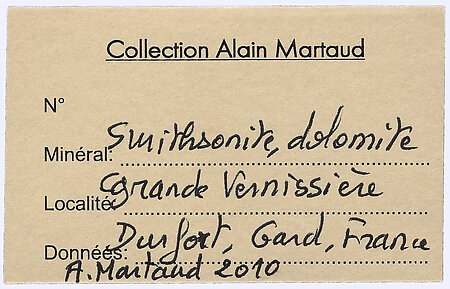 Collection Alain Martaud
N°
Minéral: Smithsonite, dolomite
Localité: grande Vernissière
Données: Durfort, Gard, France
A. Martaud 2010